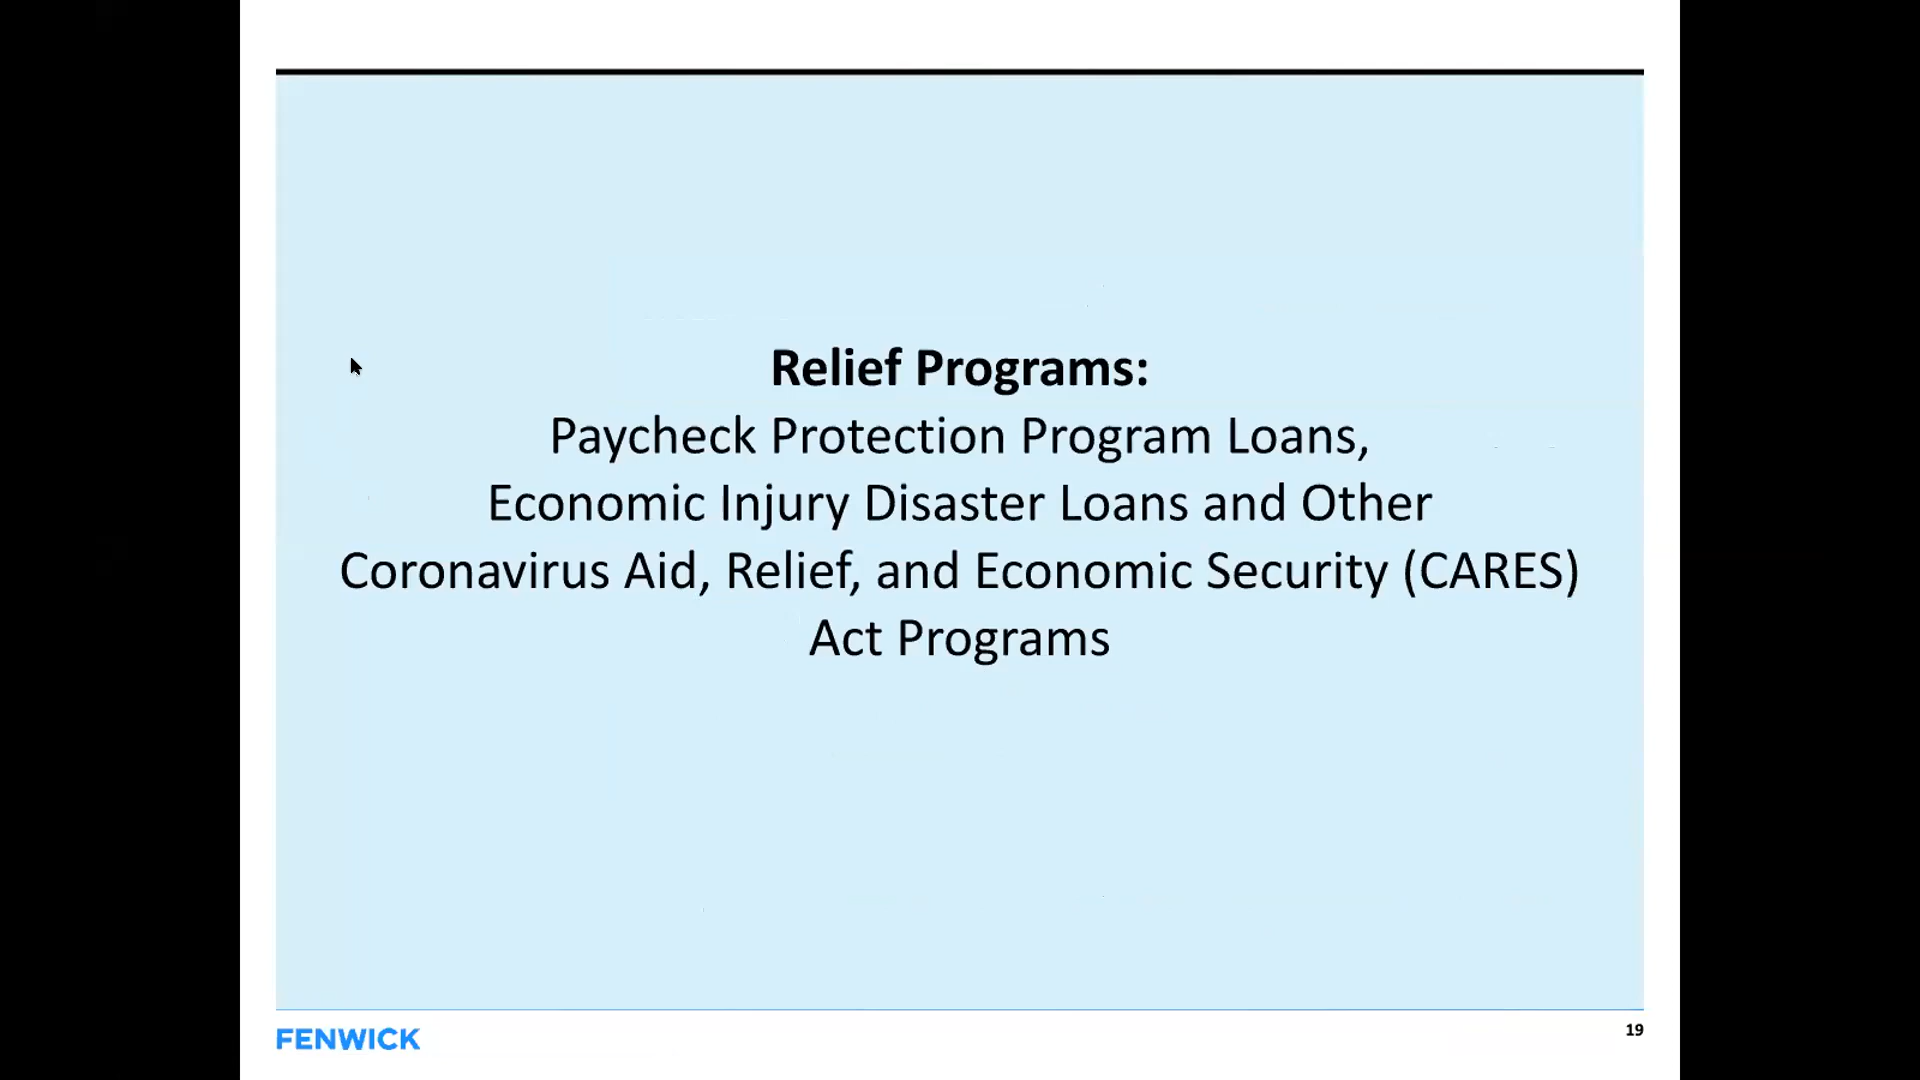 Relief Programs:
Paycheck Protection Program Loans,
Economic Injury Disaster Loans and Other
Coronavirus Aid, Relief, and Economic Security (CARES)
Act Programs
FENWICK
19